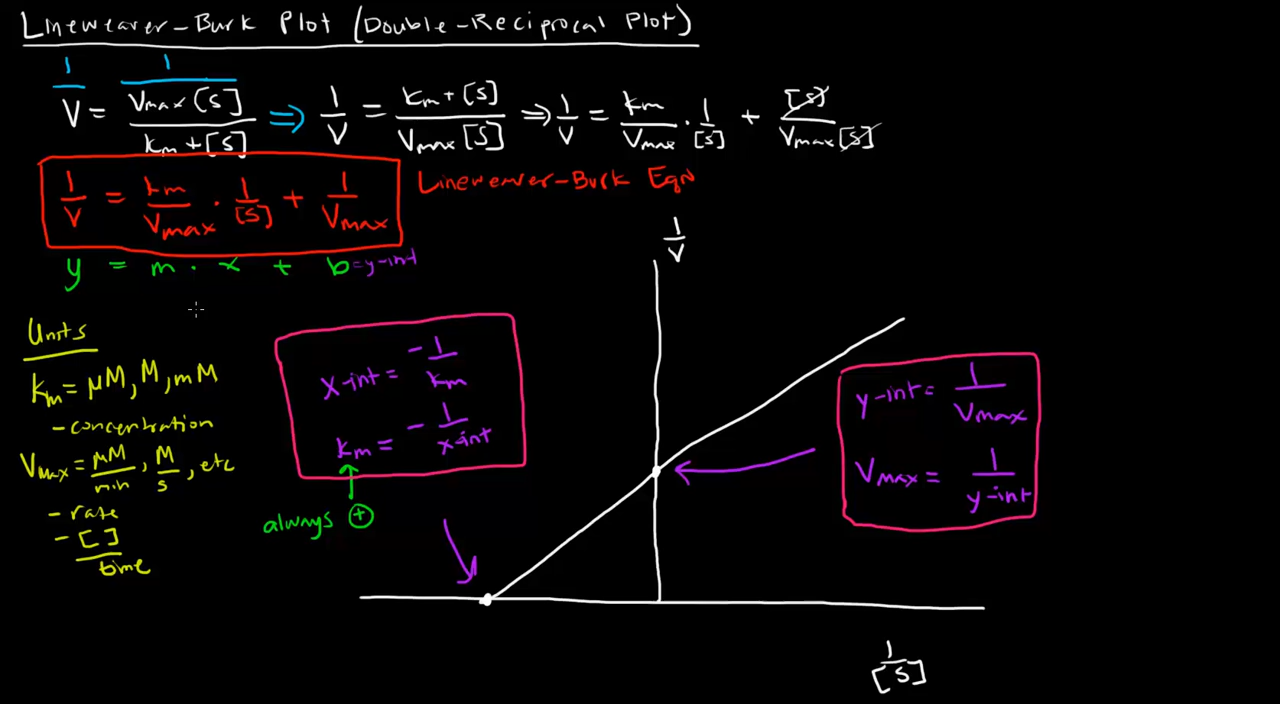 Lineweaver-Burk Plot (Double-Reciprocal Plot)
1/V = 1/(Vmax[S]/(km+[S])) ⇒ 1/V = (km+[S])/(Vmax[S]) ⇒ 1/V = km/Vmax · 1/[S] + [S]/(Vmax[S])
1/V = km/Vmax · 1/[S] + 1/Vmax
Lineweaver-Burk Eqn
y = m · x + b = y-int
Units
km = μM, M, mM
- concentration
Vmax = μM/min, M/s, etc
- rate
- [ ]/time
x-int = -1/km
km = -1/x-int
always +
1/V
y-int = 1/Vmax
Vmax = 1/y-int
1/[S]